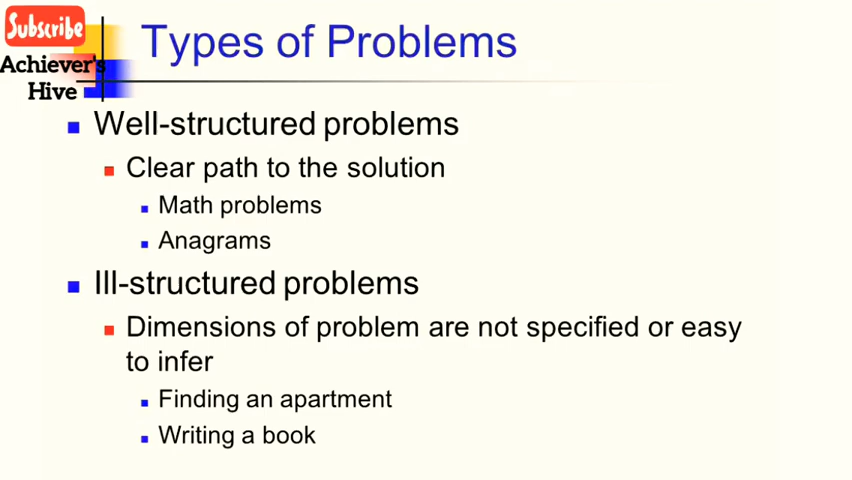 Subscribe
Achiever's
Hive
Types of Problems
Well-structured problems
Clear path to the solution
Math problems
Anagrams
Ill-structured problems
Dimensions of problem are not specified or easy
to infer
Finding an apartment
Writing a book